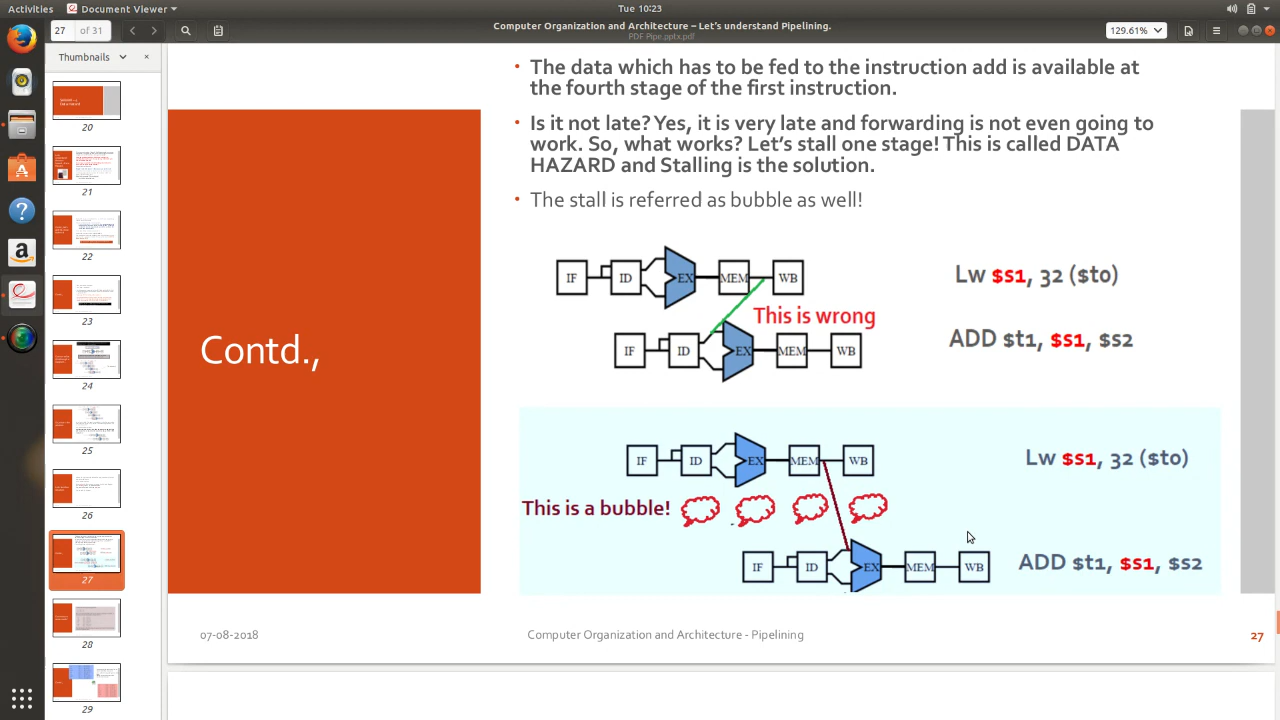 Activities
Document Viewer
Tue 10:23
27
of 31
Computer Organization and Architecture – Let's understand Pipelining.
PDF Pipe.pptx.pdf
129.61%
Thumbnails
20
21
22
23
24
25
26
27
28
29
• The data which has to be fed to the instruction add is available at
the fourth stage of the first instruction.
• Is it not late? Yes, it is very late and forwarding is not even going to
work. So, what works? Let's stall one stage! This is called DATA
HAZARD and Stalling is the solution.
• The stall is referred as bubble as well!
Contd.,
IF ID EX MEM WB
Lw $s1, 32 ($to)
This is wrong
IF ID EX MEM WB
ADD $t1, $s1, $s2
IF ID EX MEM WB
Lw $s1, 32 ($to)
This is a bubble!
IF ID EX MEM WB
ADD $t1, $s1, $s2
07-08-2018
Computer Organization and Architecture - Pipelining
27